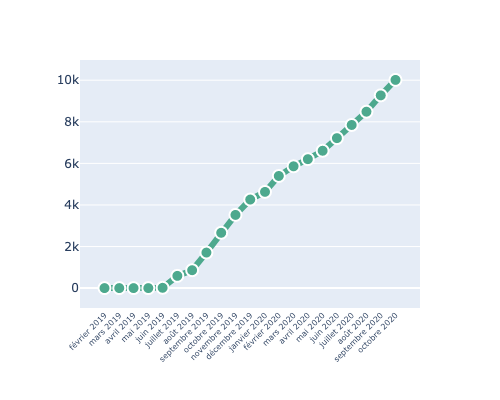 10k
8k
6k
4k
2k
0
février 2019
mars 2019
avril 2019
mai 2019
juin 2019
juillet 2019
août 2019
septembre 2019
octobre 2019
novembre 2019
décembre 2019
janvier 2020
février 2020
mars 2020
avril 2020
mai 2020
juin 2020
juillet 2020
août 2020
septembre 2020
octobre 2020